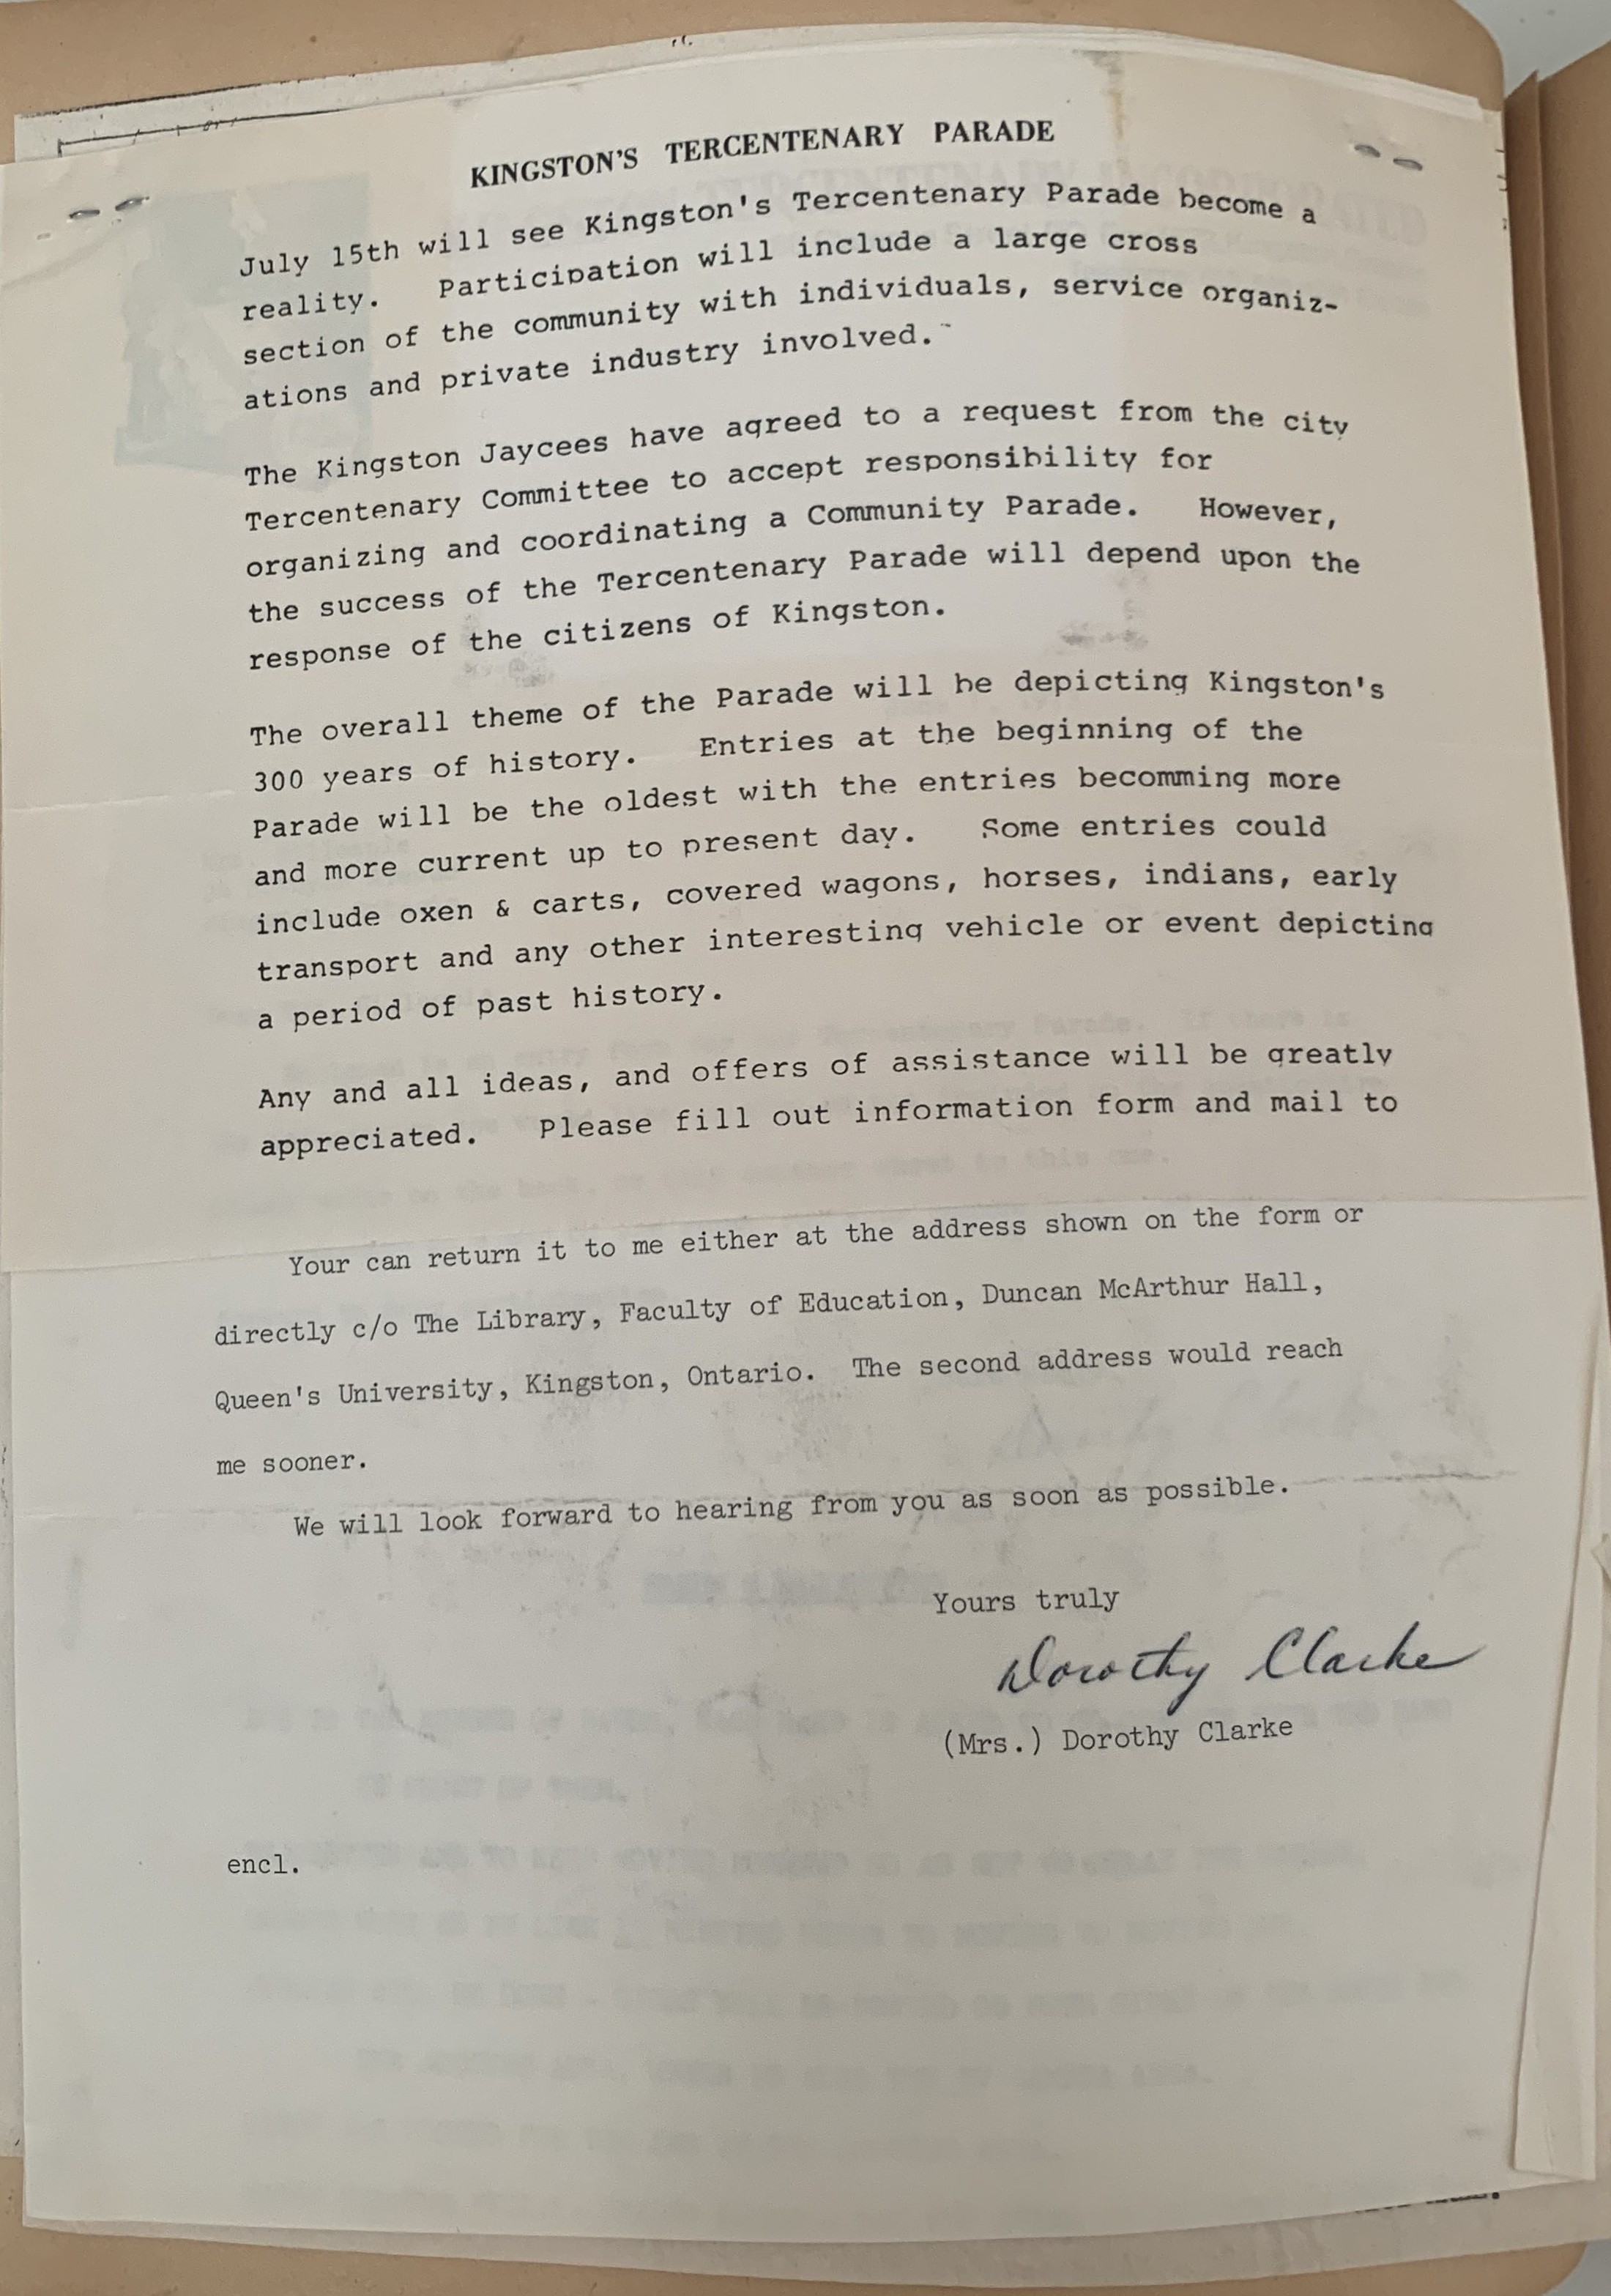 KINGSTON'S TERCENTENARY PARADE
July 15th will see Kingston's Tercentenary Parade become a
reality. Participation will include a large cross
section of the community with individuals, service organiz-
ations and private industry involved.
The Kingston Jaycees have agreed to a request from the city
Tercentenary Committee to accept responsibility for
organizing and coordinating a Community Parade. However,
the success of the Tercentenary Parade will depend upon the
response of the citizens of Kingston.
The overall theme of the Parade will be depicting Kingston's
300 years of history. Entries at the beginning of the
Parade will be the oldest with the entries becomming more
and more current up to present day. Some entries could
include oxen & carts, covered wagons, horses, indians, early
transport and any other interesting vehicle or event depicting
a period of past history.
Any and all ideas, and offers of assistance will be greatly
appreciated. Please fill out information form and mail to
Your can return it to me either at the address shown on the form or
directly c/o The Library, Faculty of Education, Duncan McArthur Hall,
Queen's University, Kingston, Ontario. The second address would reach
me sooner.
We will look forward to hearing from you as soon as possible.
Yours truly
Dorothy Clarke
(Mrs.) Dorothy Clarke
encl.